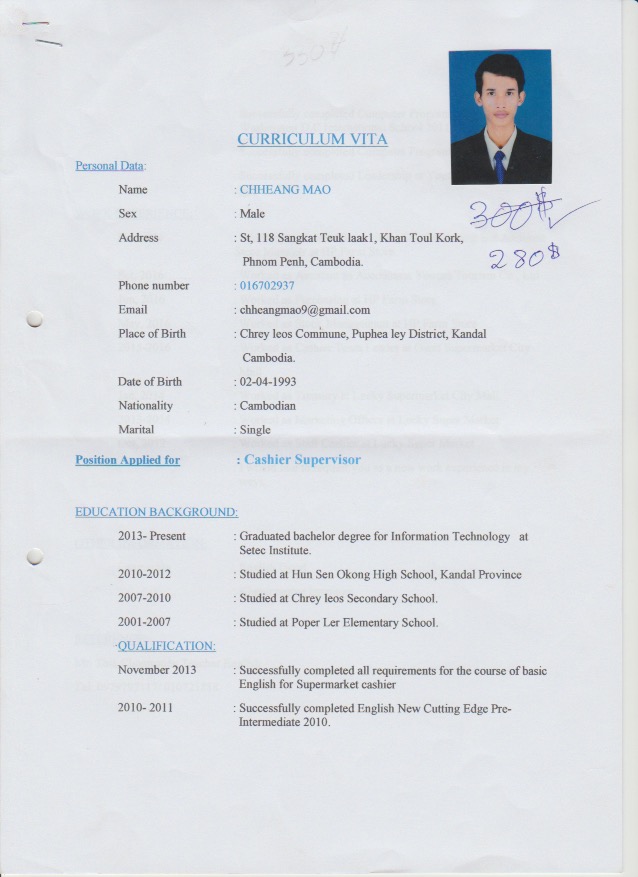 550$
CURRICULUM VITA
Personal Data:
Name : CHHEANG MAO
Sex : Male
300$
Address : St, 118 Sangkat Teuk laak1, Khan Toul Kork,
Phnom Penh, Cambodia.
280$
Phone number : 016702937
Email : chheangmao9@gmail.com
Place of Birth : Chrey leos Commune, Puphea ley District, Kandal
Cambodia.
Date of Birth : 02-04-1993
Nationality : Cambodian
Marital : Single
Position Applied for : Cashier Supervisor
EDUCATION BACKGROUND:
2013- Present : Graduated bachelor degree for Information Technology at
Setec Institute.
2010-2012 : Studied at Hun Sen Okong High School, Kandal Province
2007-2010 : Studied at Chrey leos Secondary School.
2001-2007 : Studied at Poper Ler Elementary School.
QUALIFICATION:
November 2013 : Successfully completed all requirements for the course of basic
English for Supermarket cashier
2010- 2011 : Successfully completed English New Cutting Edge Pre-
Intermediate 2010.